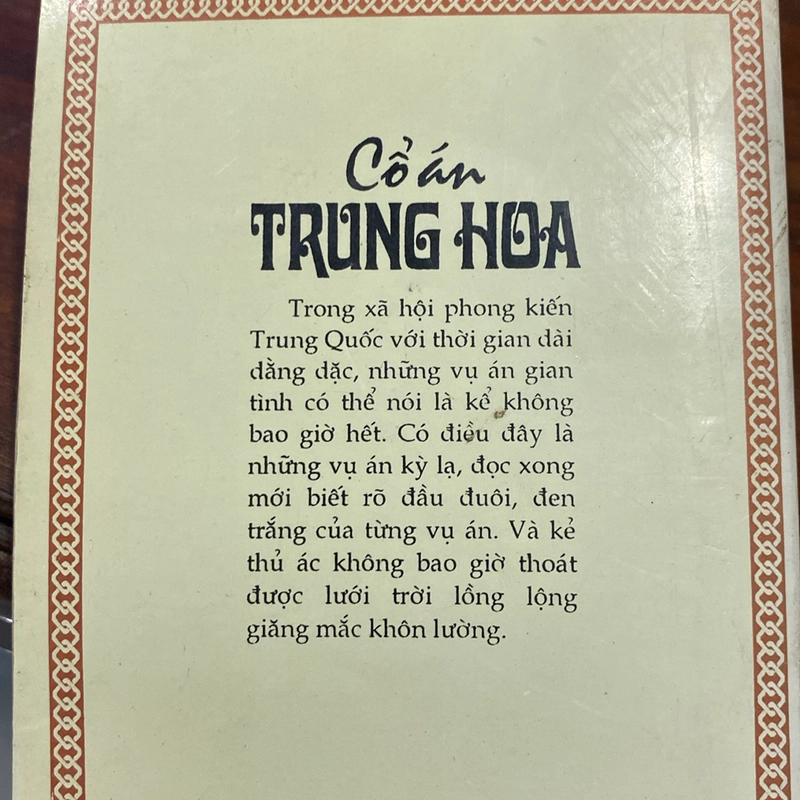 Cổ án
TRUNG HOA
Trong xã hội phong kiến
Trung Quốc với thời gian dài
dằng dặc, những vụ án gian
tình có thể nói là kể không
bao giờ hết. Có điều đây là
những vụ án kỳ lạ, đọc xong
mới biết rõ đầu đuôi, đen
trắng của từng vụ án. Và kẻ
thủ ác không bao giờ thoát
được lưới trời lồng lộng
giăng mắc khôn lường.